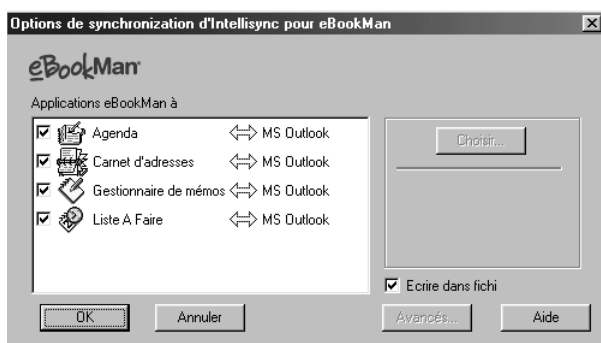 Options de synchronization d'Intellisync pour eBookMan
eBookMan
Applications eBookMan à
Agenda MS Outlook
Choisir...
Carnet d'adresses MS Outlook
Gestionnaire de mémos MS Outlook
Liste A Faire MS Outlook
Ecrire dans fichi
OK Annuler Avancés... Aide